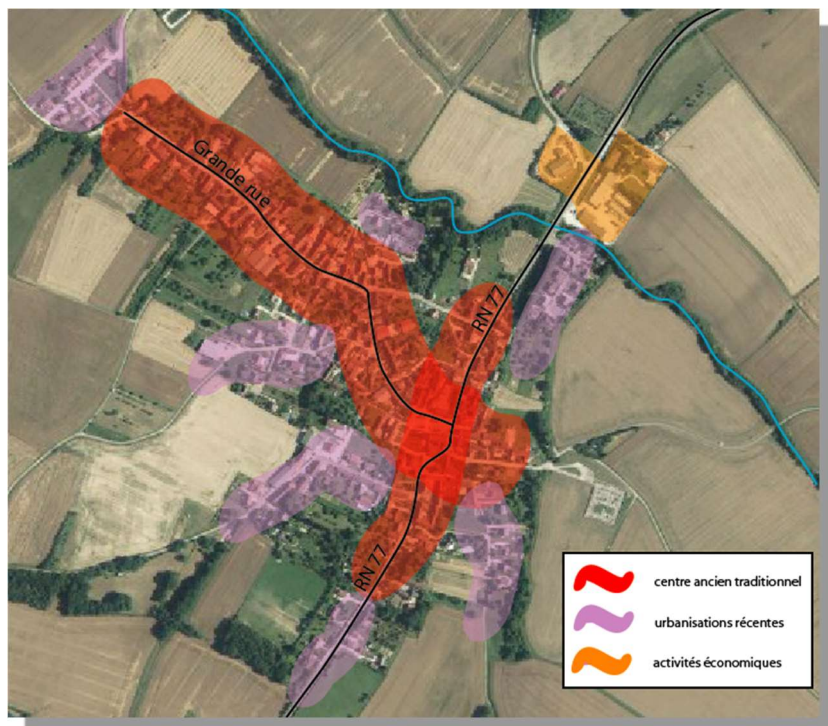 Grande rue
RN 77
RN 77
centre ancien traditionnel
urbanisations récentes
activités économiques